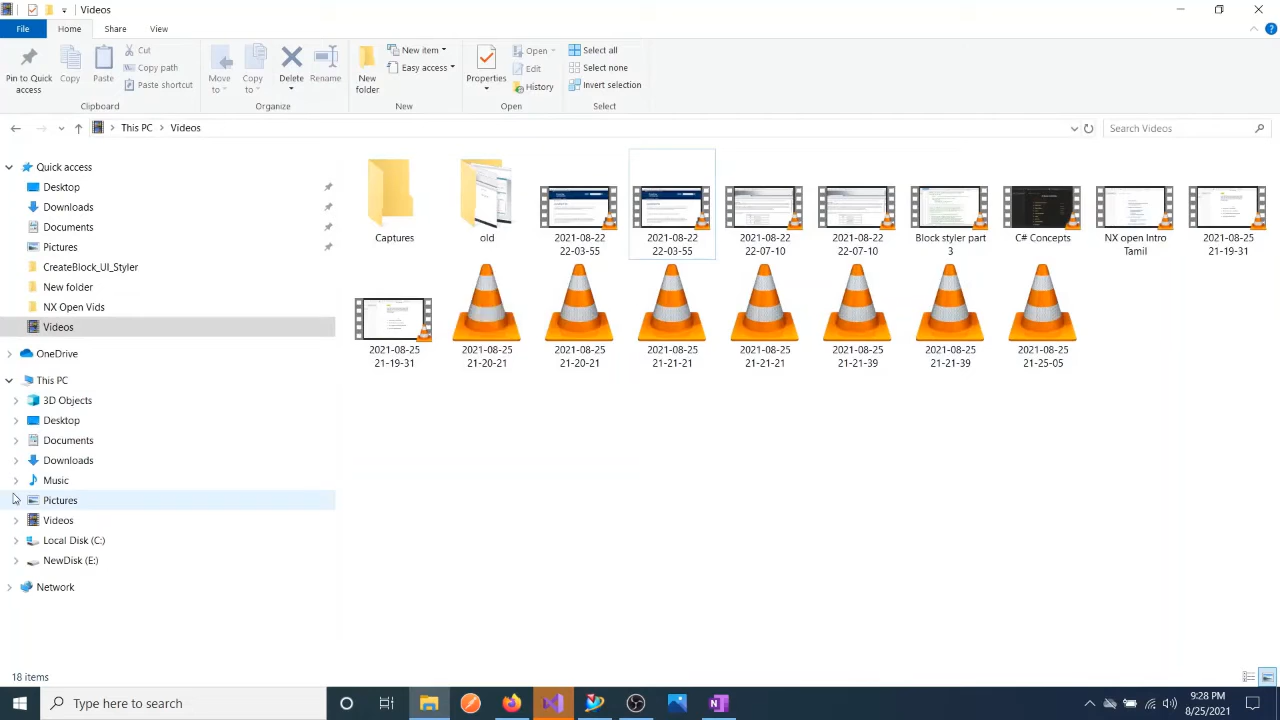 Videos
File
Home
Share
View
Pin to Quick
access
Copy
Paste
Cut
Copy path
Paste shortcut
Clipboard
Move
to
Copy
to
Delete
Rename
Organize
New
folder
New item
Easy access
New
Properties
Open
Edit
History
Open
Select all
Select none
Invert selection
Select
This PC
Videos
Search Videos
Quick access
Desktop
Downloads
Documents
Pictures
CreateBlock_UI_Styler
New folder
NX Open Vids
Videos
OneDrive
This PC
3D Objects
Desktop
Documents
Downloads
Music
Pictures
Videos
Local Disk (C:)
NewDisk (E:)
Network
Captures
old
2021-08-22
22-03-55
2021-08-22
22-03-55
2021-08-22
22-07-10
2021-08-22
22-07-10
Block styler part
3
C# Concepts
NX open Intro
Tamil
2021-08-25
21-19-31
2021-08-25
21-19-31
2021-08-25
21-20-21
2021-08-25
21-20-21
2021-08-25
21-21-21
2021-08-25
21-21-21
2021-08-25
21-21-39
2021-08-25
21-21-39
2021-08-25
21-25-05
18 items
Type here to search
9:28 PM
8/25/2021